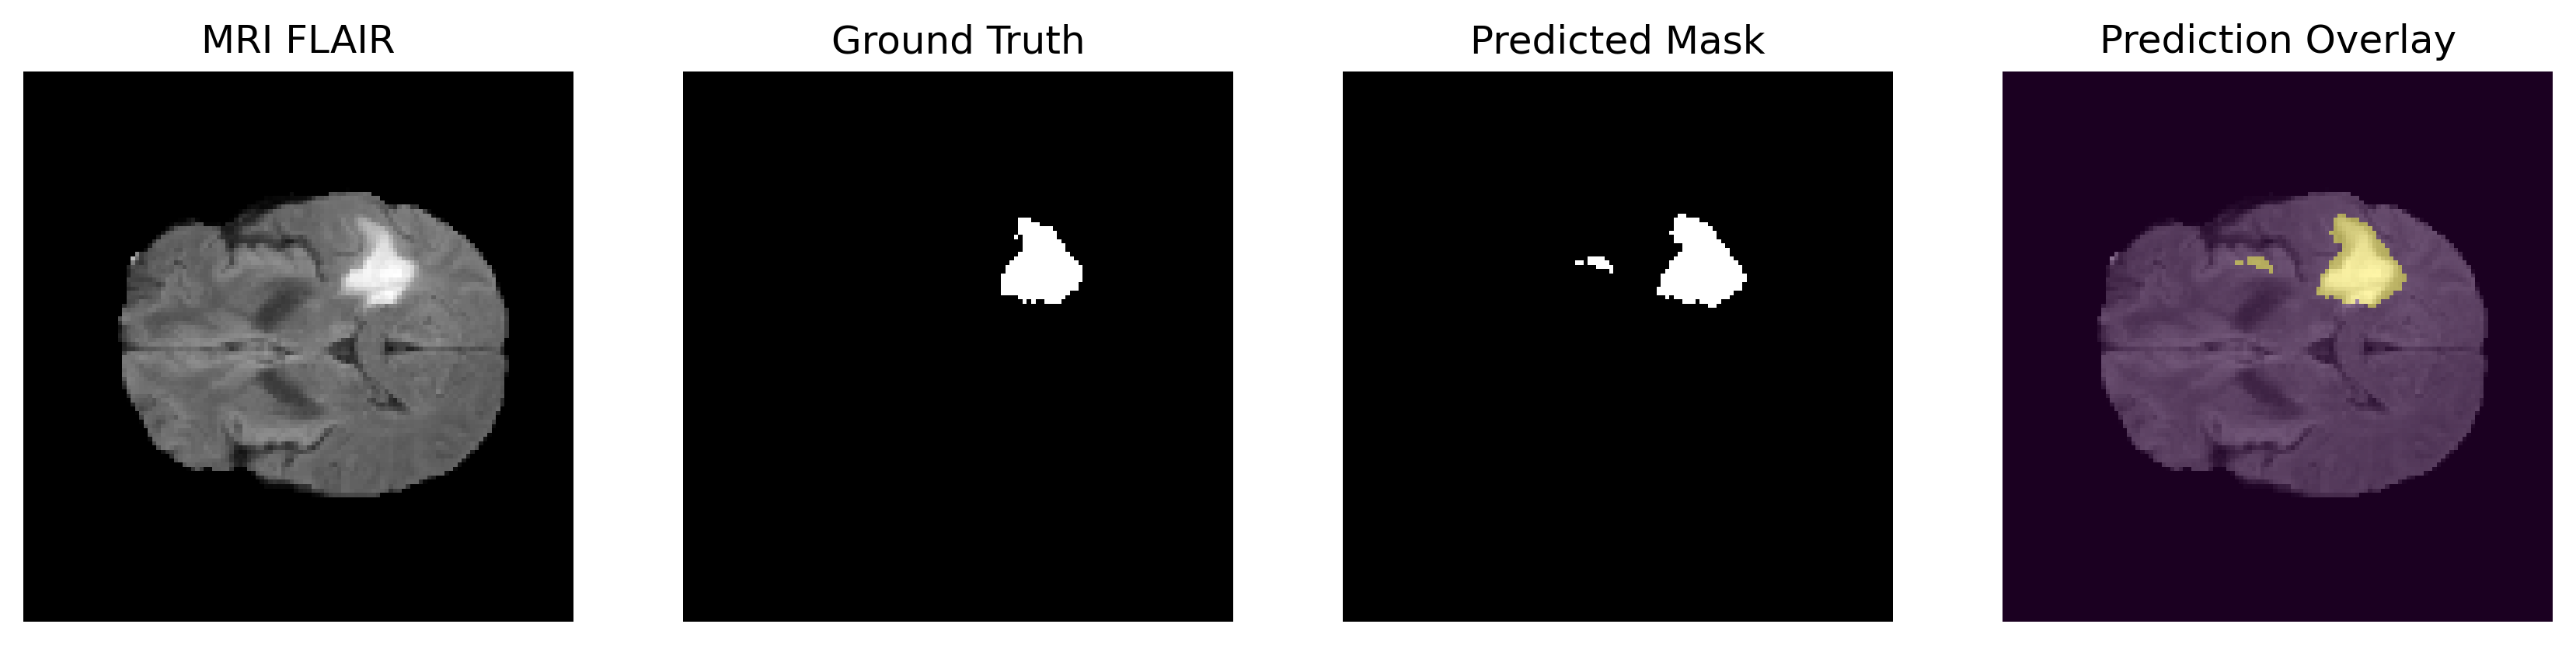 MRI FLAIR
Ground Truth
Predicted Mask
Prediction Overlay